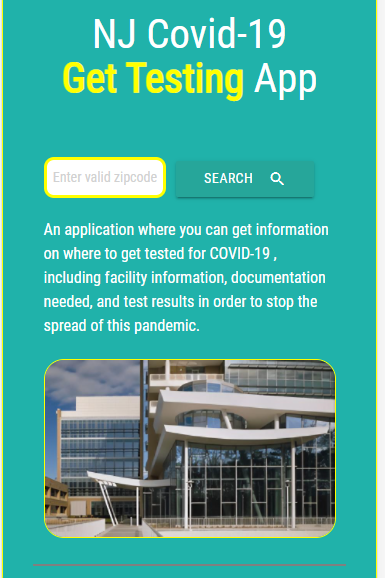 NJ Covid-19
Get Testing App
Enter valid zipcode
SEARCH
An application where you can get information
on where to get tested for COVID-19 ,
including facility information, documentation
needed, and test results in order to stop the
spread of this pandemic.